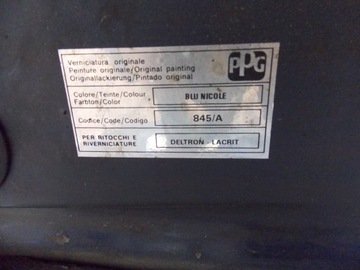 Verniciatura originale
Peinture originale/Original painting
Originallackierung/Pintado original
PPG
Colore/Teinte/Colour
Farbton/Color
BLU NICOLE
Codice/Code/Codigo
845/A
PER RITOCCHI E
RIVERNICIATURE
DELTRON - LACRIT